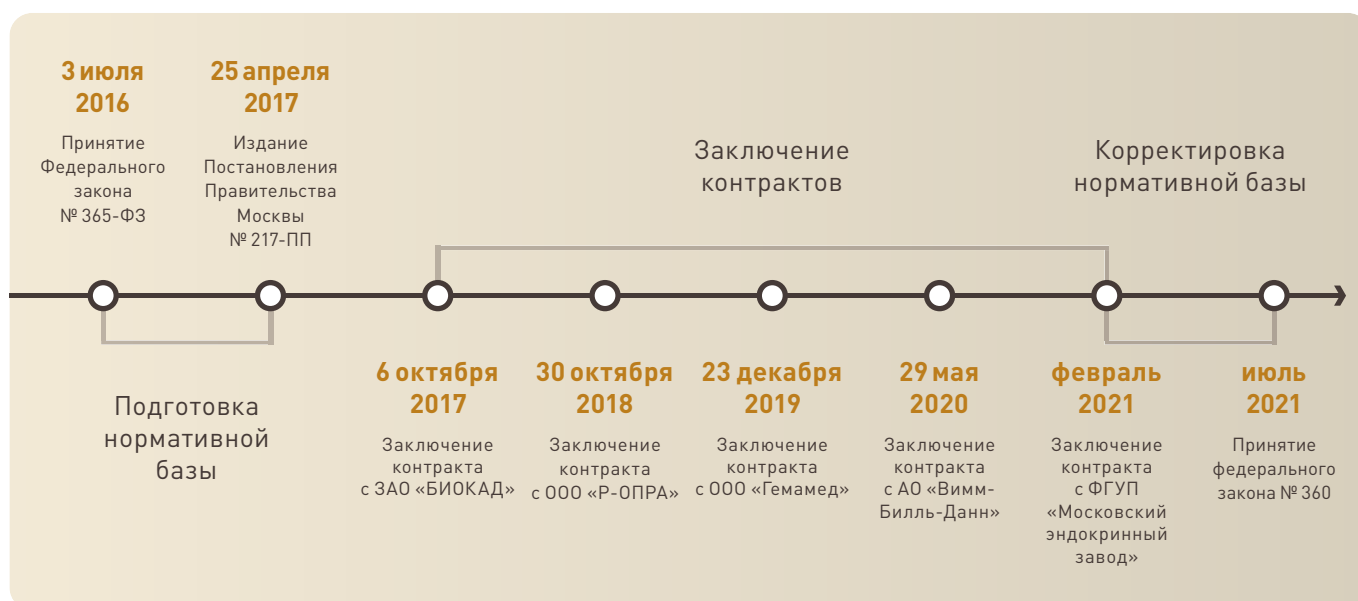 3 июля
2016
Принятие
Федерального
закона
№ 365-ФЗ
25 апреля
2017
Издание
Постановления
Правительства
Москвы
№ 217-ПП
Заключение
контрактов
Корректировка
нормативной базы
Подготовка
нормативной
базы
6 октября
2017
Заключение
контракта
с ЗАО «БИОКАД»
30 октября
2018
Заключение
контракта
с ООО «Р-ОПРА»
23 декабря
2019
Заключение
контракта
с ООО «Гемамед»
29 мая
2020
Заключение
контракта
с АО «Вимм-
Билль-Данн»
февраль
2021
Заключение
контракта
с ФГУП
«Московский
эндокринный
завод»
июль
2021
Принятие
федерального
закона № 360